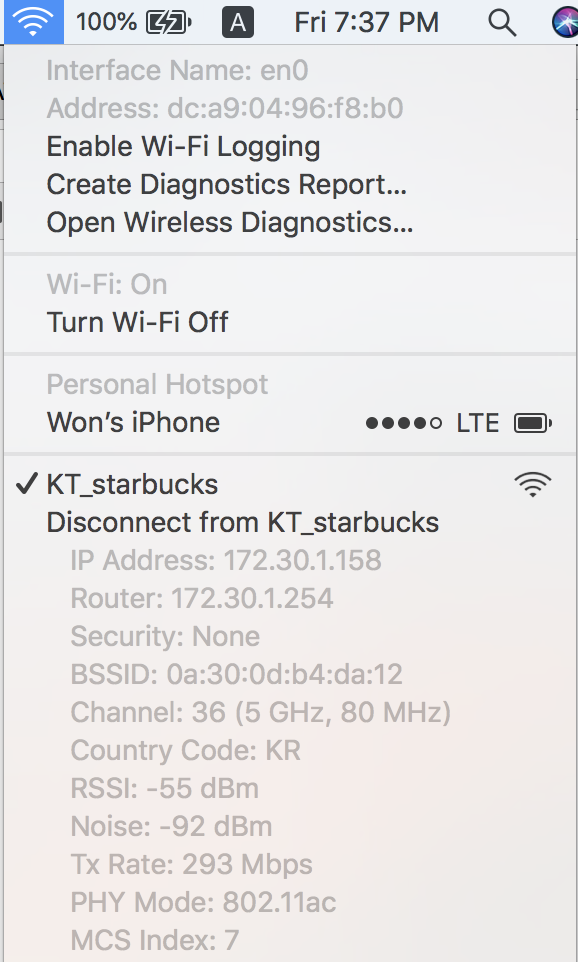 100% A Fri 7:37 PM
Interface Name: en0
Address: dc:a9:04:96:f8:b0
Enable Wi-Fi Logging
Create Diagnostics Report...
Open Wireless Diagnostics...
Wi-Fi: On
Turn Wi-Fi Off
Personal Hotspot
Won’s iPhone LTE
KT_starbucks
Disconnect from KT_starbucks
IP Address: 172.30.1.158
Router: 172.30.1.254
Security: None
BSSID: 0a:30:0d:b4:da:12
Channel: 36 (5 GHz, 80 MHz)
Country Code: KR
RSSI: -55 dBm
Noise: -92 dBm
Tx Rate: 293 Mbps
PHY Mode: 802.11ac
MCS Index: 7